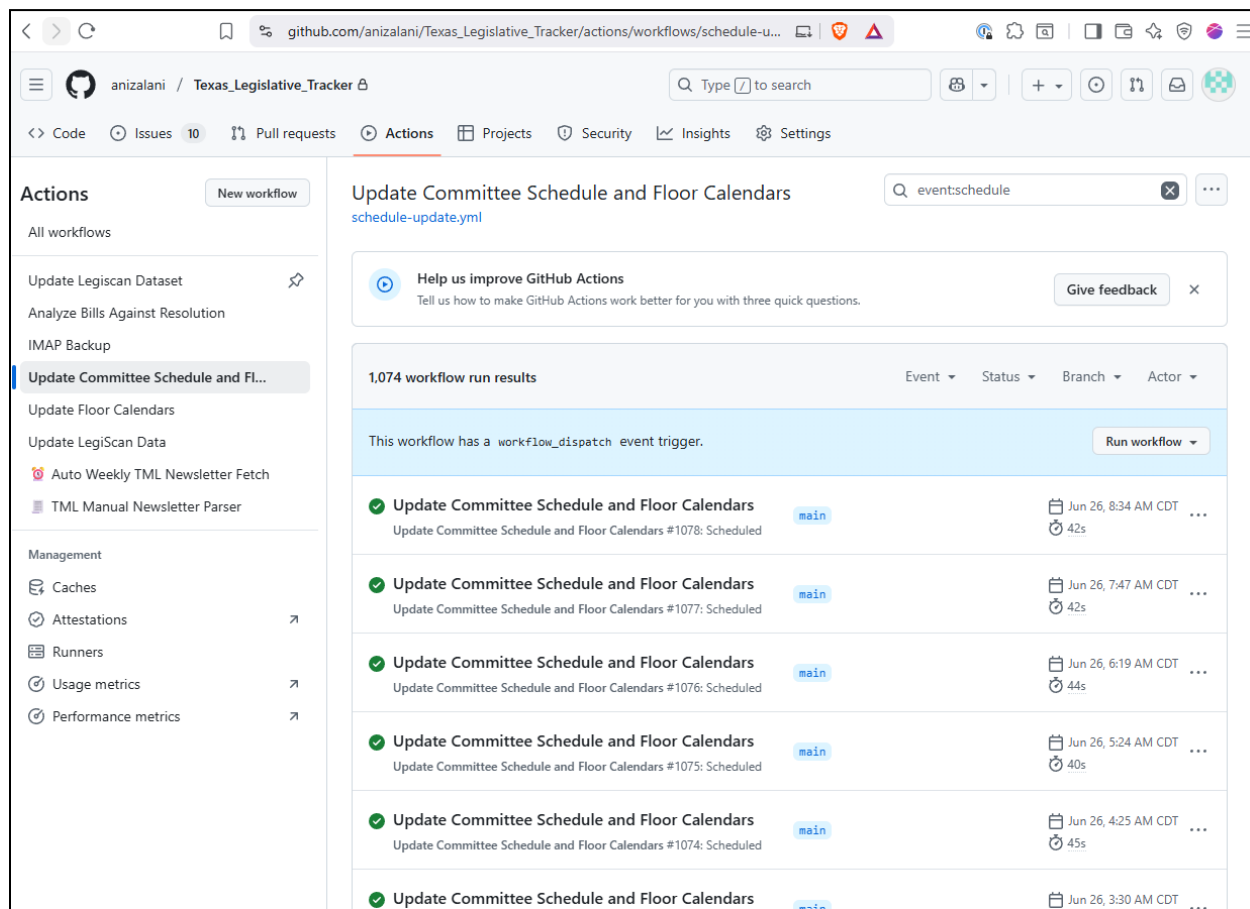 github.com/anizalani/Texas_Legislative_Tracker/actions/workflows/schedule-u...
anizalani / Texas_Legislative_Tracker
Type / to search
Code
Issues 10
Pull requests
Actions
Projects
Security
Insights
Settings
Actions
New workflow
All workflows
Update Legiscan Dataset
Analyze Bills Against Resolution
IMAP Backup
Update Committee Schedule and Fl...
Update Floor Calendars
Update LegiScan Data
Auto Weekly TML Newsletter Fetch
TML Manual Newsletter Parser
Management
Caches
Attestations
Runners
Usage metrics
Performance metrics
Update Committee Schedule and Floor Calendars
schedule-update.yml
event:schedule
Help us improve GitHub Actions
Tell us how to make GitHub Actions work better for you with three quick questions.
Give feedback
1,074 workflow run results
Event
Status
Branch
Actor
This workflow has a workflow_dispatch event trigger.
Run workflow
Update Committee Schedule and Floor Calendars
Update Committee Schedule and Floor Calendars #1078: Scheduled
main
Jun 26, 8:34 AM CDT
42s
Update Committee Schedule and Floor Calendars
Update Committee Schedule and Floor Calendars #1077: Scheduled
main
Jun 26, 7:47 AM CDT
42s
Update Committee Schedule and Floor Calendars
Update Committee Schedule and Floor Calendars #1076: Scheduled
main
Jun 26, 6:19 AM CDT
44s
Update Committee Schedule and Floor Calendars
Update Committee Schedule and Floor Calendars #1075: Scheduled
main
Jun 26, 5:24 AM CDT
40s
Update Committee Schedule and Floor Calendars
Update Committee Schedule and Floor Calendars #1074: Scheduled
main
Jun 26, 4:25 AM CDT
45s
Update Committee Schedule and Floor Calendars
main
Jun 26, 3:30 AM CDT